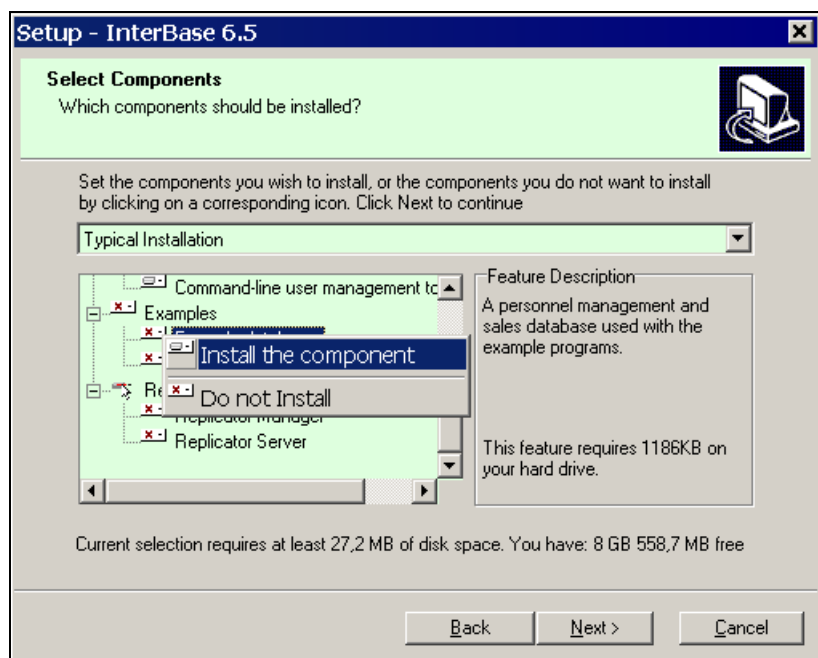 Setup - InterBase 6.5
Select Components
Which components should be installed?
Set the components you wish to install, or the components you do not want to install
by clicking on a corresponding icon. Click Next to continue
Typical Installation
Command-line user management to
Examples
Install the component
Do not Install
Re
Replicator Manager
Replicator Server
Feature Description
A personnel management and
sales database used with the
example programs.
This feature requires 1186KB on
your hard drive.
Current selection requires at least 27,2 MB of disk space. You have: 8 GB 558,7 MB free
Back
Next >
Cancel